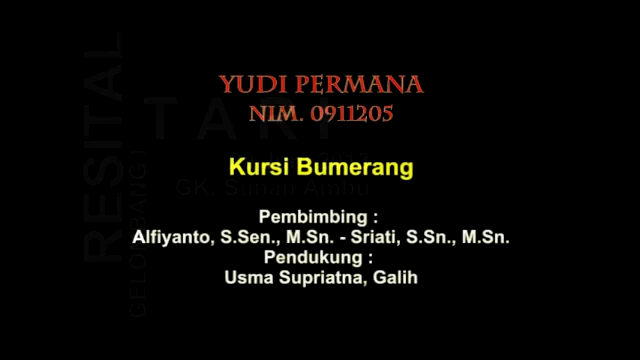 YUDI PERMANA
NIM. 0911205
Kursi Bumerang
Pembimbing :
Alfiyanto, S.Sen., M.Sn. - Sriati, S.Sn., M.Sn.
Pendukung :
Usma Supriatna, Galih
RESITAL
TARI
GK. Sunan Ambu